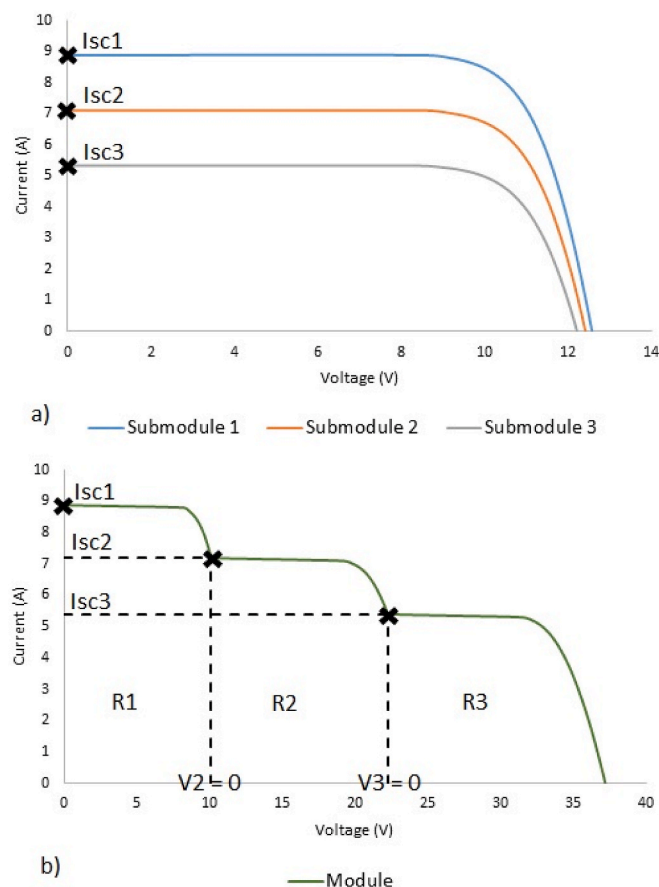 10
9
8
7
6
5
4
3
2
1
0
Isc1
Isc2
Isc3
Current (A)
0 2 4 6 8 10 12 14
Voltage (V)
a)
Submodule 1 Submodule 2 Submodule 3
10
9
8
7
6
5
4
3
2
1
0
Isc1
Isc2
Isc3
Current (A)
R1 R2 R3
V2 = 0 V3 = 0
0 5 10 15 20 25 30 35 40
Voltage (V)
b)
Module